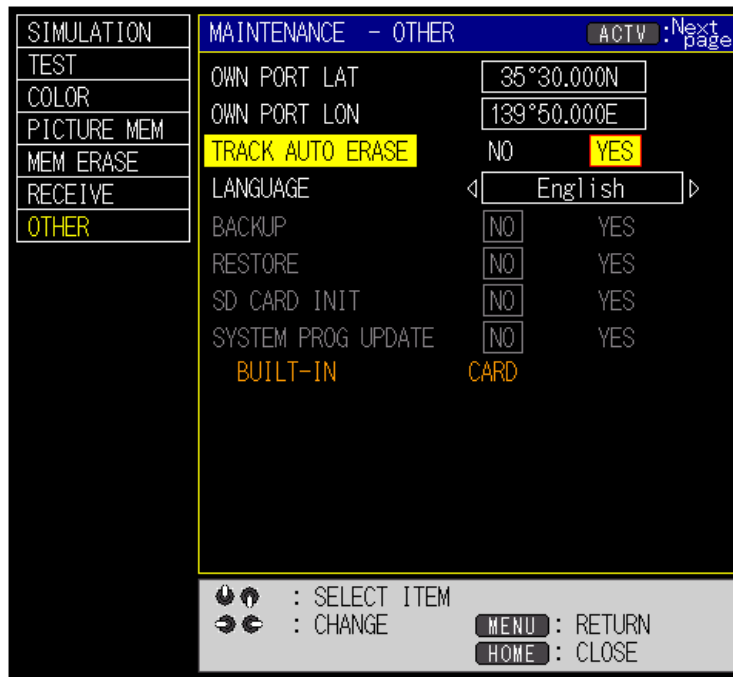 SIMULATION
TEST
COLOR
PICTURE MEM
MEM ERASE
RECEIVE
OTHER
MAINTENANCE - OTHER ACTV :Next page
OWN PORT LAT 35°30.000N
OWN PORT LON 139°50.000E
TRACK AUTO ERASE NO YES
LANGUAGE English
BACKUP NO YES
RESTORE NO YES
SD CARD INIT NO YES
SYSTEM PROG UPDATE NO YES
BUILT-IN CARD
: SELECT ITEM
: CHANGE MENU : RETURN
HOME : CLOSE